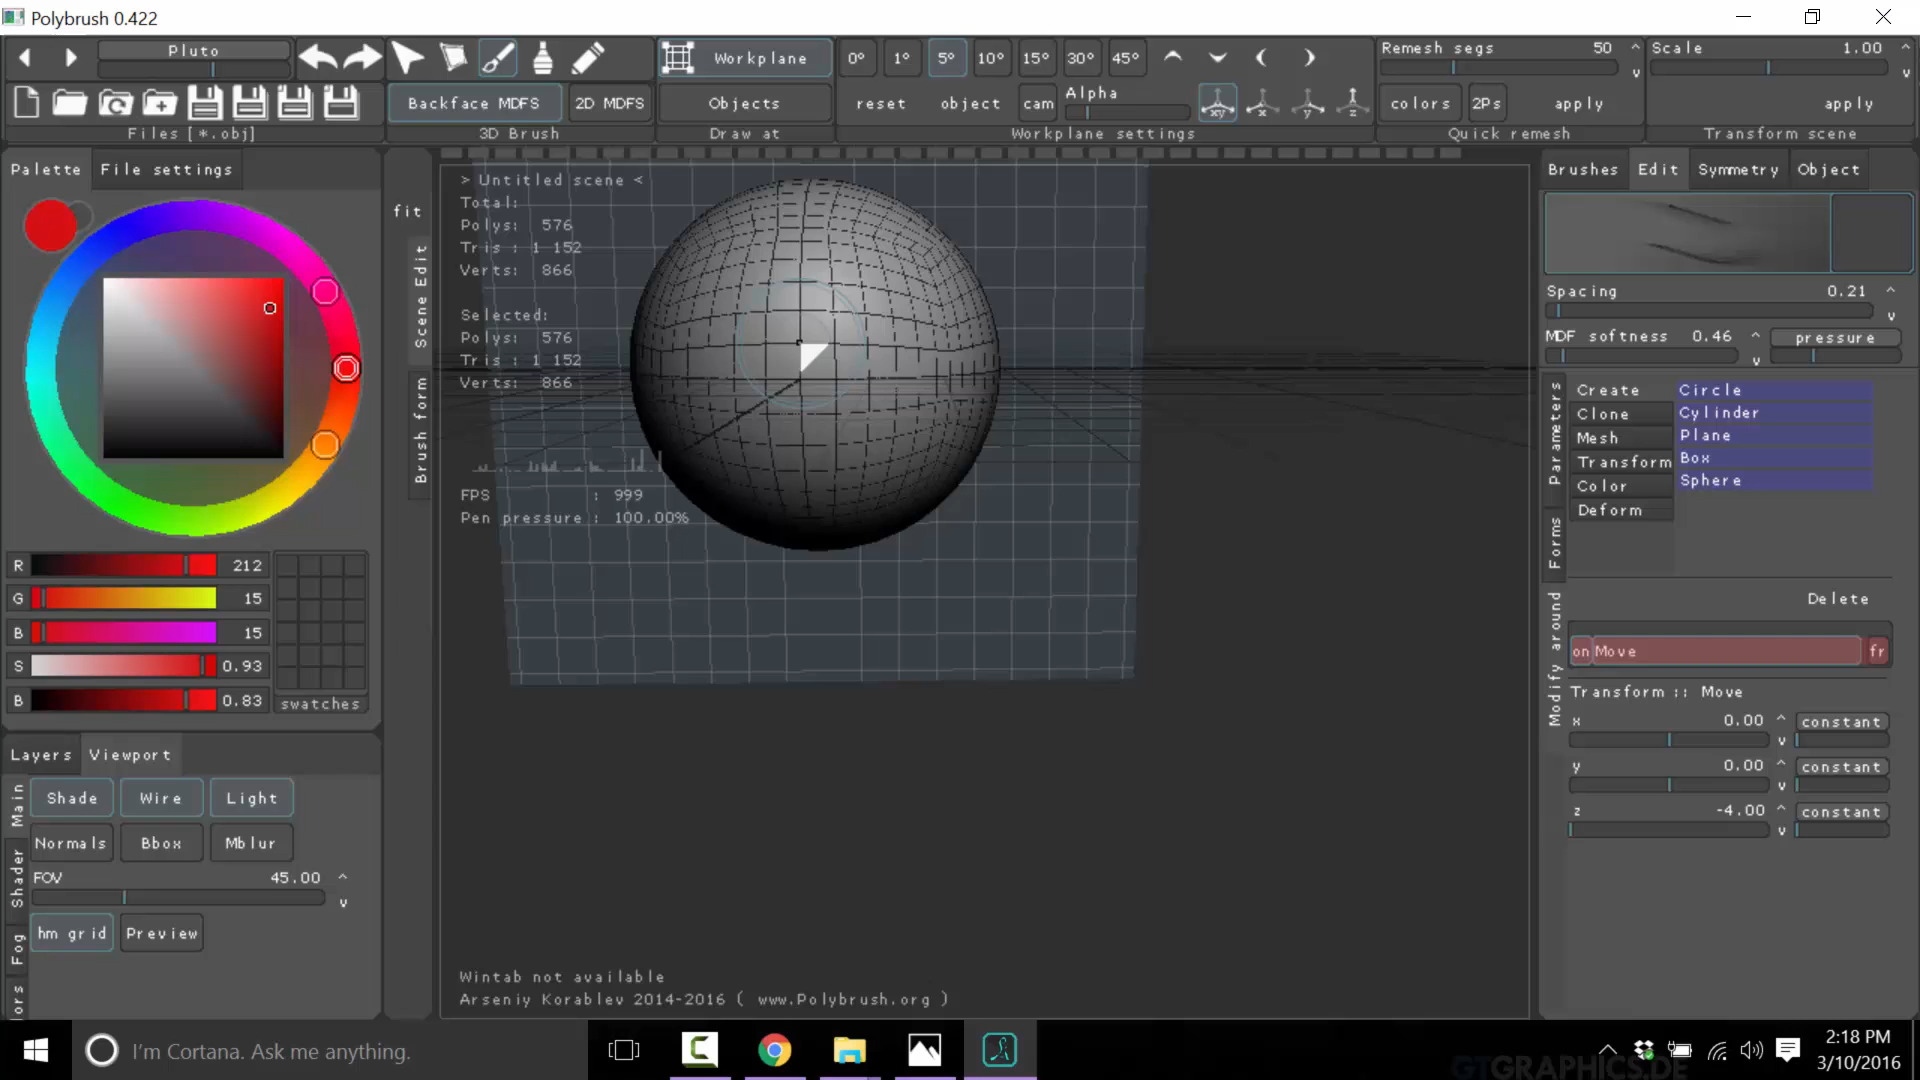 Polybrush 0.422
Pluto
Workplane
0° 1° 5° 10° 15° 30° 45°
Remesh segs 50
Scale 1.00
Backface MDFS
2D MDFS
Objects
reset
object
cam
Alpha
xy x y z
colors
2Ps
apply
apply
Files [*.obj]
3D Brush
Draw at
Workplane settings
Quick remesh
Transform scene
Palette
File settings
fit
Scene Edit
Brush form
> Untitled scene <
Total:
Polys: 576
Tris : 1 152
Verts: 866
Selected:
Polys: 576
Tris : 1 152
Verts: 866
FPS : 999
Pen pressure : 100.00%
Brushes
Edit
Symmetry
Object
Spacing 0.21
MDF softness 0.46
pressure
Parameters
Forms
Modify around
Create
Clone
Mesh
Transform
Color
Deform
Circle
Cylinder
Plane
Box
Sphere
Delete
on Move fr
Transform :: Move
x 0.00 constant
y 0.00 constant
z -4.00 constant
R 212
G 15
B 15
S 0.93
B 0.83
swatches
Layers
Viewport
Main
Shader
Fog
lors
Shade
Wire
Light
Normals
Bbox
Mblur
FOV 45.00
hm grid
Preview
Wintab not available
Arseniy Korablev 2014-2016 ( www.Polybrush.org )
I'm Cortana. Ask me anything.
2:18 PM
3/10/2016
GTGRAPHICS.DE